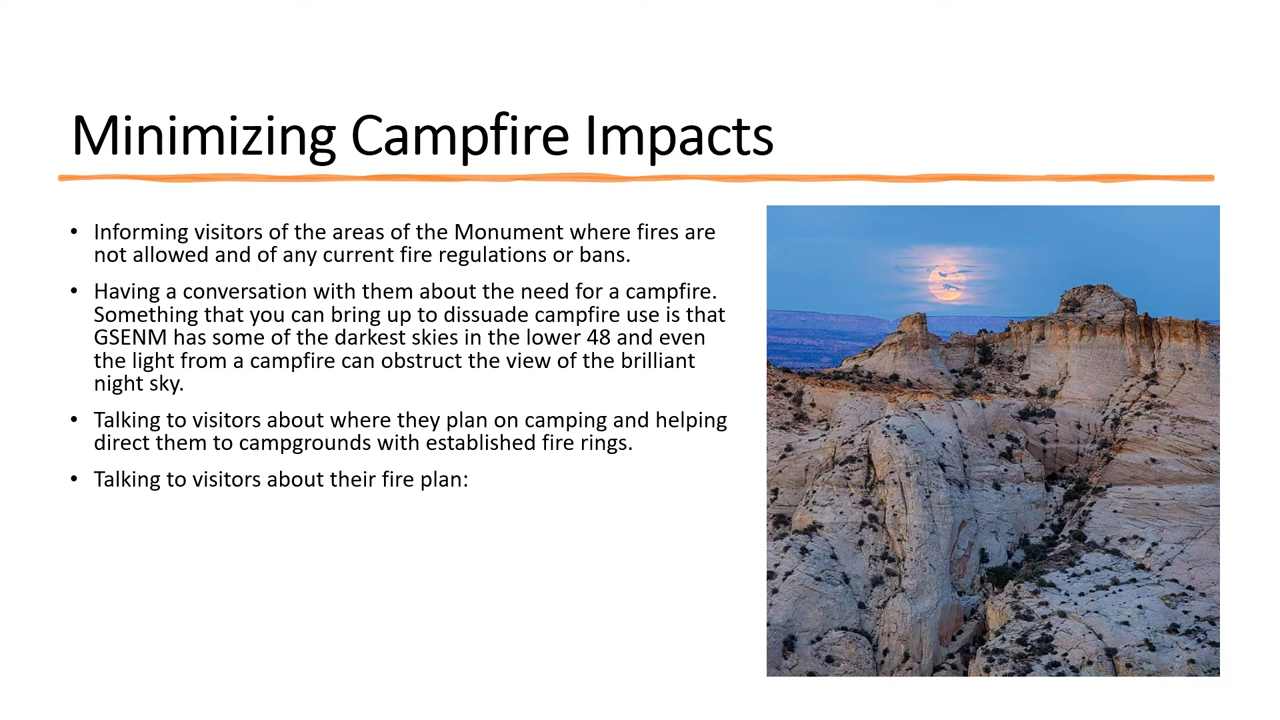 Minimizing Campfire Impacts
• Informing visitors of the areas of the Monument where fires are
not allowed and of any current fire regulations or bans.
• Having a conversation with them about the need for a campfire.
Something that you can bring up to dissuade campfire use is that
GSENM has some of the darkest skies in the lower 48 and even
the light from a campfire can obstruct the view of the brilliant
night sky.
• Talking to visitors about where they plan on camping and helping
direct them to campgrounds with established fire rings.
• Talking to visitors about their fire plan: